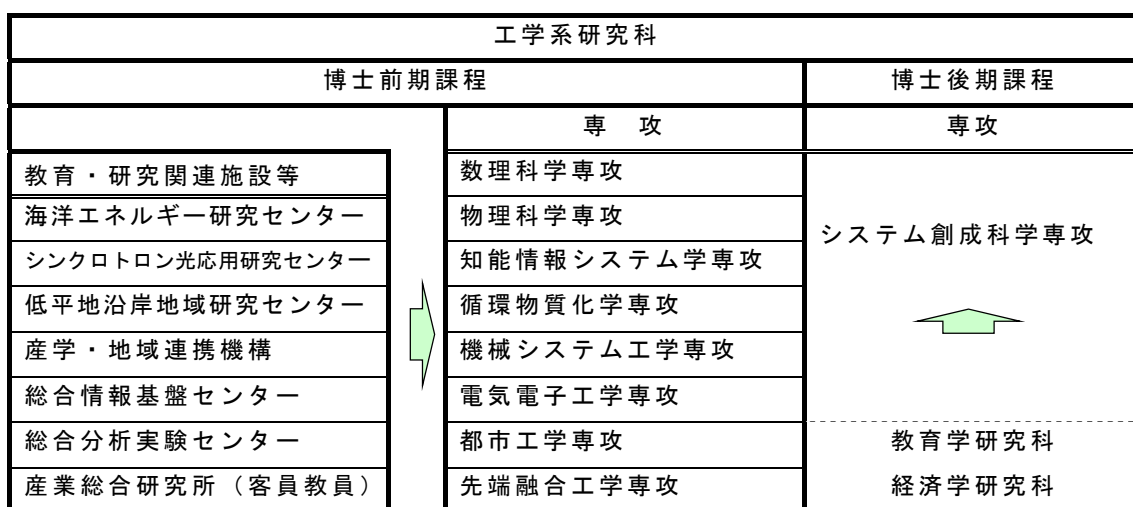 工学系研究科
博士前期課程
博士後期課程
専 攻
専攻
教育・研究関連施設等
海洋エネルギー研究センター
シンクロトロン光応用研究センター
低平地沿岸地域研究センター
産学・地域連携機構
総合情報基盤センター
総合分析実験センター
産業総合研究所（客員教員）
数理科学専攻
物理科学専攻
知能情報システム学専攻
循環物質化学専攻
機械システム工学専攻
電気電子工学専攻
都市工学専攻
先端融合工学専攻
システム創成科学専攻
教育学研究科
経済学研究科